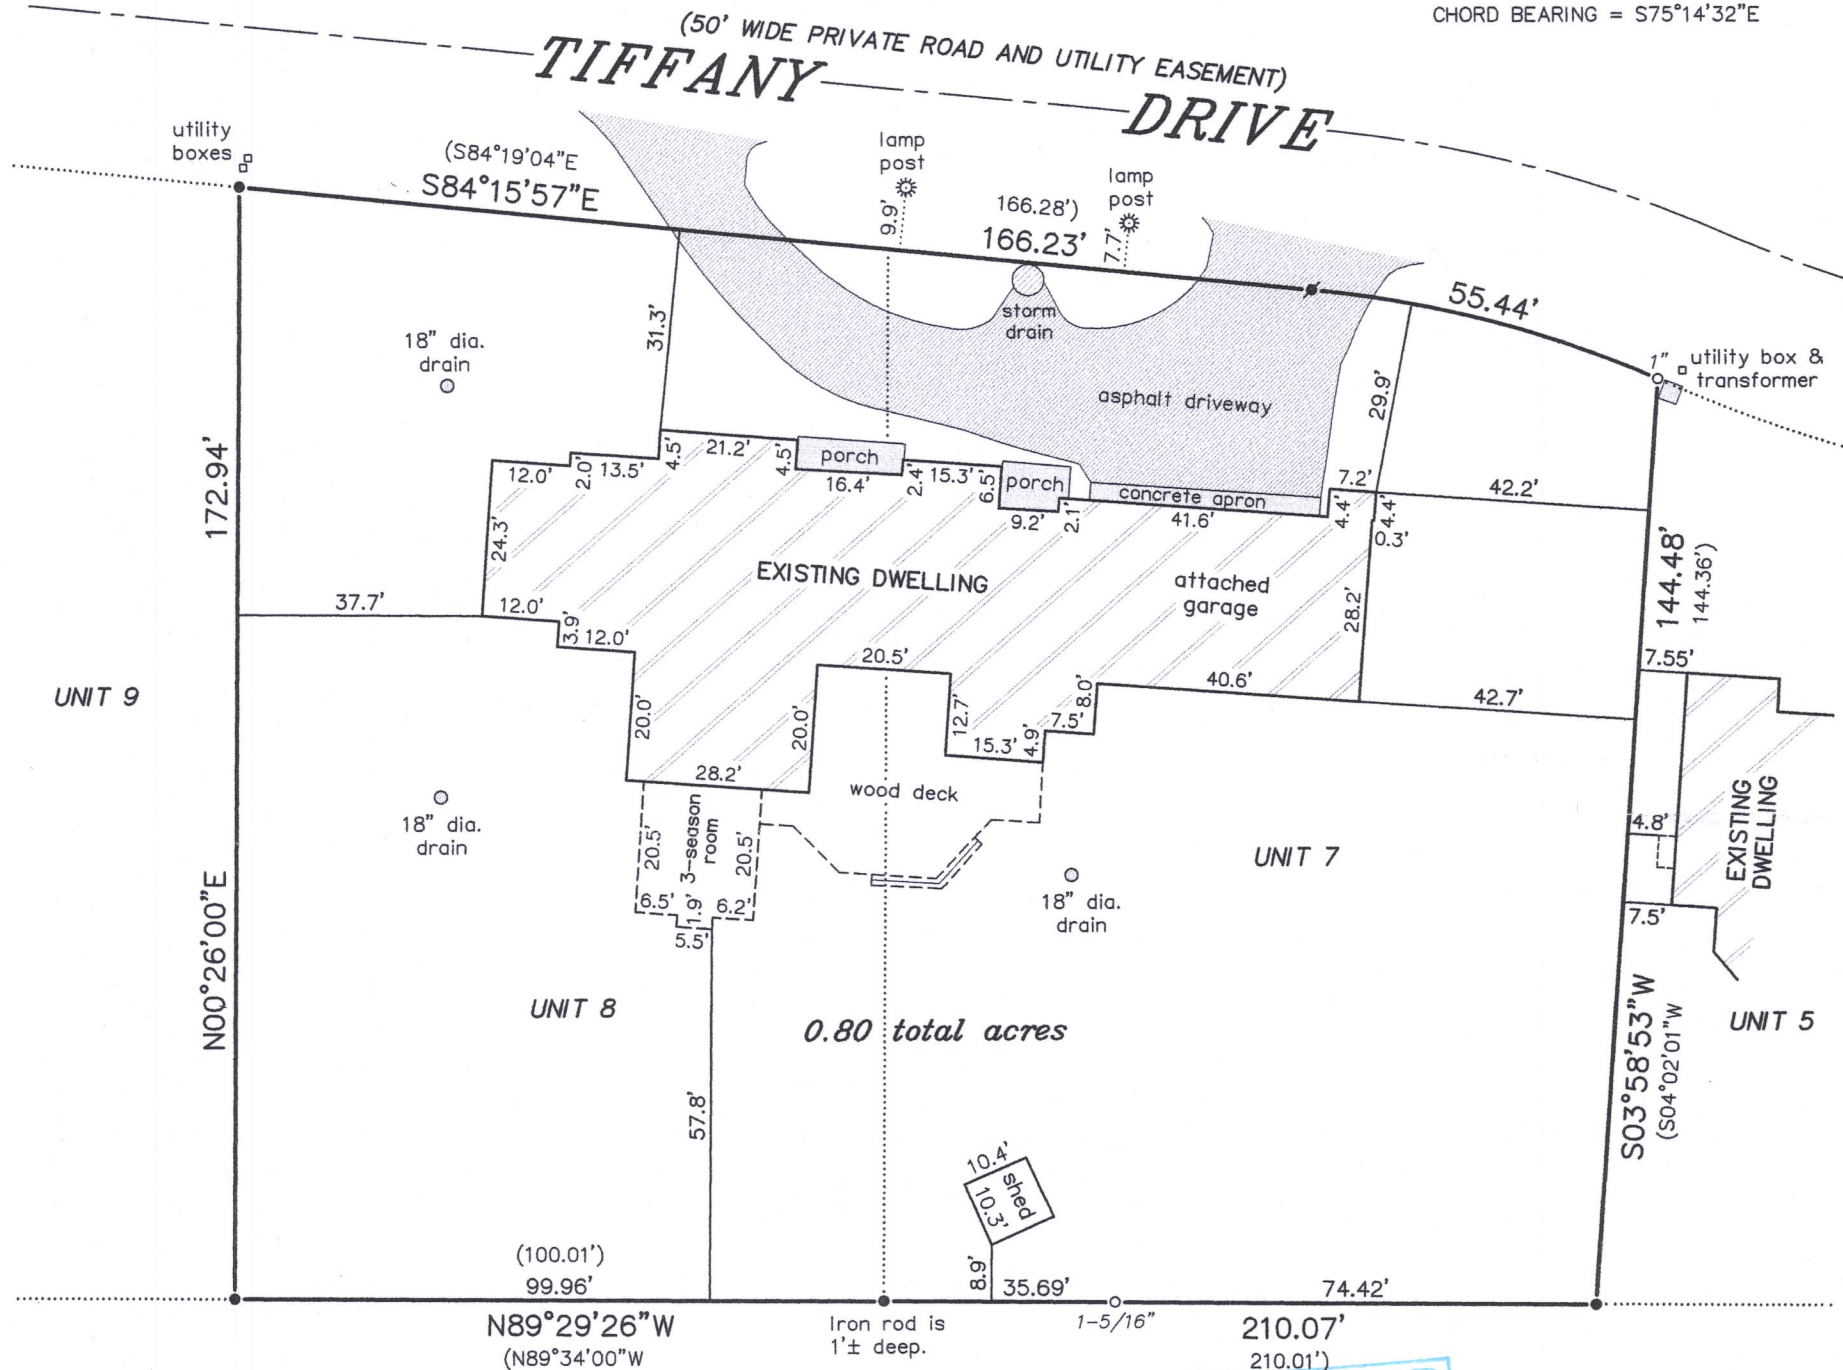 CHORD BEARING = S75°14'32"E
(50' WIDE PRIVATE ROAD AND UTILITY EASEMENT)
TIFFANY DRIVE
utility
boxes
(S84°19'04"E
S84°15'57"E
lamp
post
9.9'
166.28')
166.23'
lamp
post
7.7'
storm
drain
55.44'
1"
utility box &
transformer
18" dia.
drain
31.3'
asphalt driveway
29.9'
172.94'
N00°26'00"E
12.0'
2.0'
13.5'
4.5'
21.2'
4.5'
porch
16.4'
2.4'
15.3'
6.5'
porch
9.2'
2.1'
concrete apron
41.6'
4.4'
7.2'
4.4'
0.3'
42.2'
24.3'
EXISTING DWELLING
attached
garage
28.2'
144.48'
144.36')
37.7'
12.0'
3.9'
12.0'
20.0'
20.0'
20.5'
12.7'
15.3'
4.9'
7.5'
8.0'
40.6'
42.7'
7.55'
UNIT 9
28.2'
wood deck
18" dia.
drain
20.5'
3-season
room
20.5'
6.5'
1.9'
6.2'
5.5'
18" dia.
drain
UNIT 7
4.8'
EXISTING
DWELLING
7.5'
UNIT 8
0.80 total acres
UNIT 5
S03°58'53"W
(S04°02'01"W
57.8'
10.4'
shed
10.3'
8.9'
(100.01')
99.96'
35.69'
74.42'
N89°29'26"W
(N89°34'00"W
Iron rod is
1'± deep.
1-5/16"
210.07'
210.01')